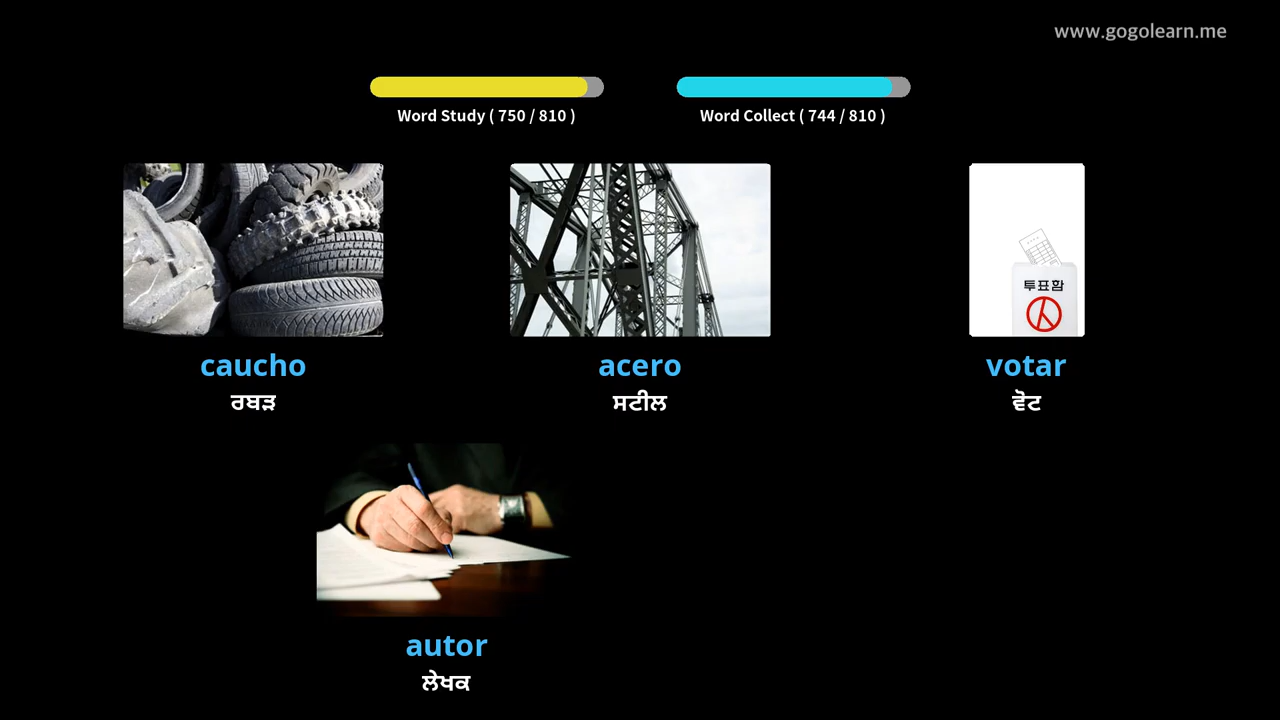 www.gogolearn.me
Word Study ( 750 / 810 )
Word Collect ( 744 / 810 )
투표함
caucho
ਰਬੜ
acero
ਸਟੀਲ
votar
ਵੋਟ
autor
ਲੇਖਕ